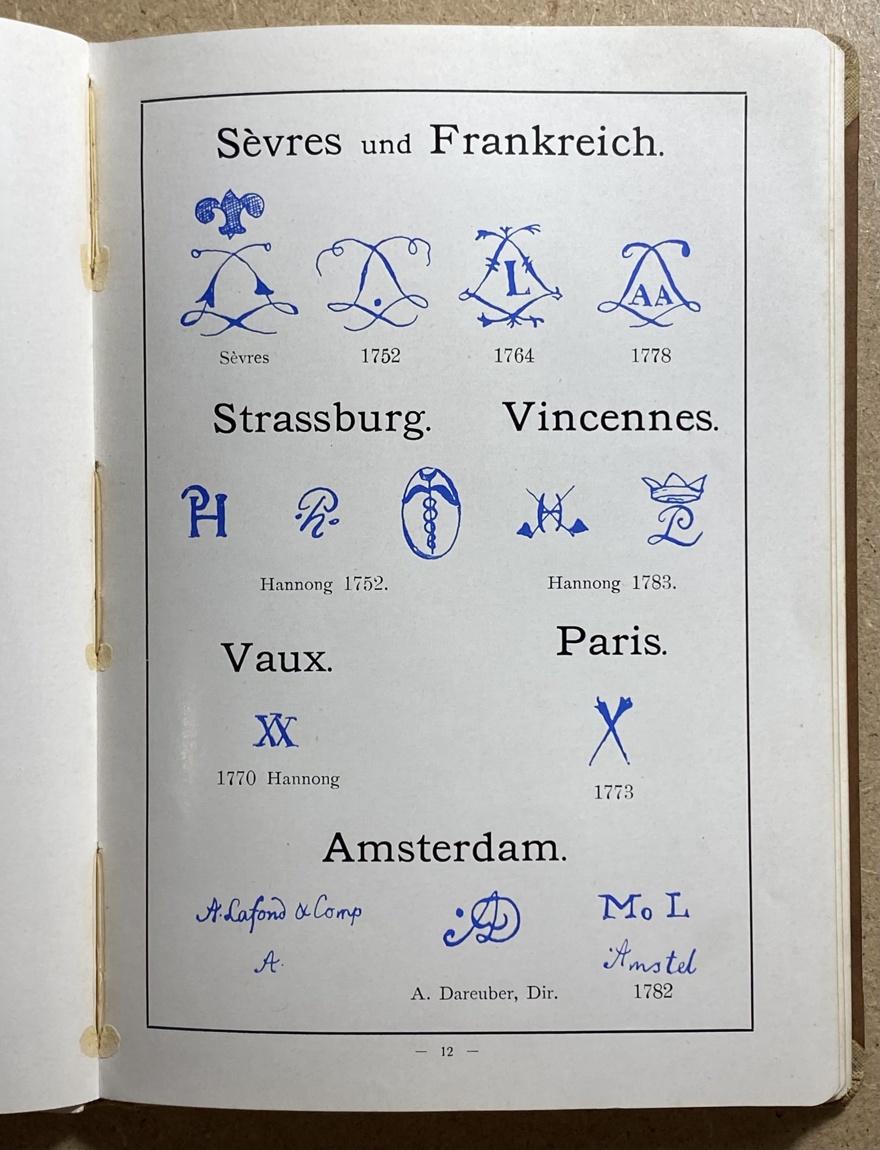 Sèvres und Frankreich.
L
AA
Sèvres 1752 1764 1778
Strassburg. Vincennes.
PH
Hannong 1752. Hannong 1783.
Vaux. Paris.
1770 Hannong
1773
Amsterdam.
A. Lafond & Comp
M o L
A.
Amstel
A. Dareuber, Dir. 1782
— 12 —